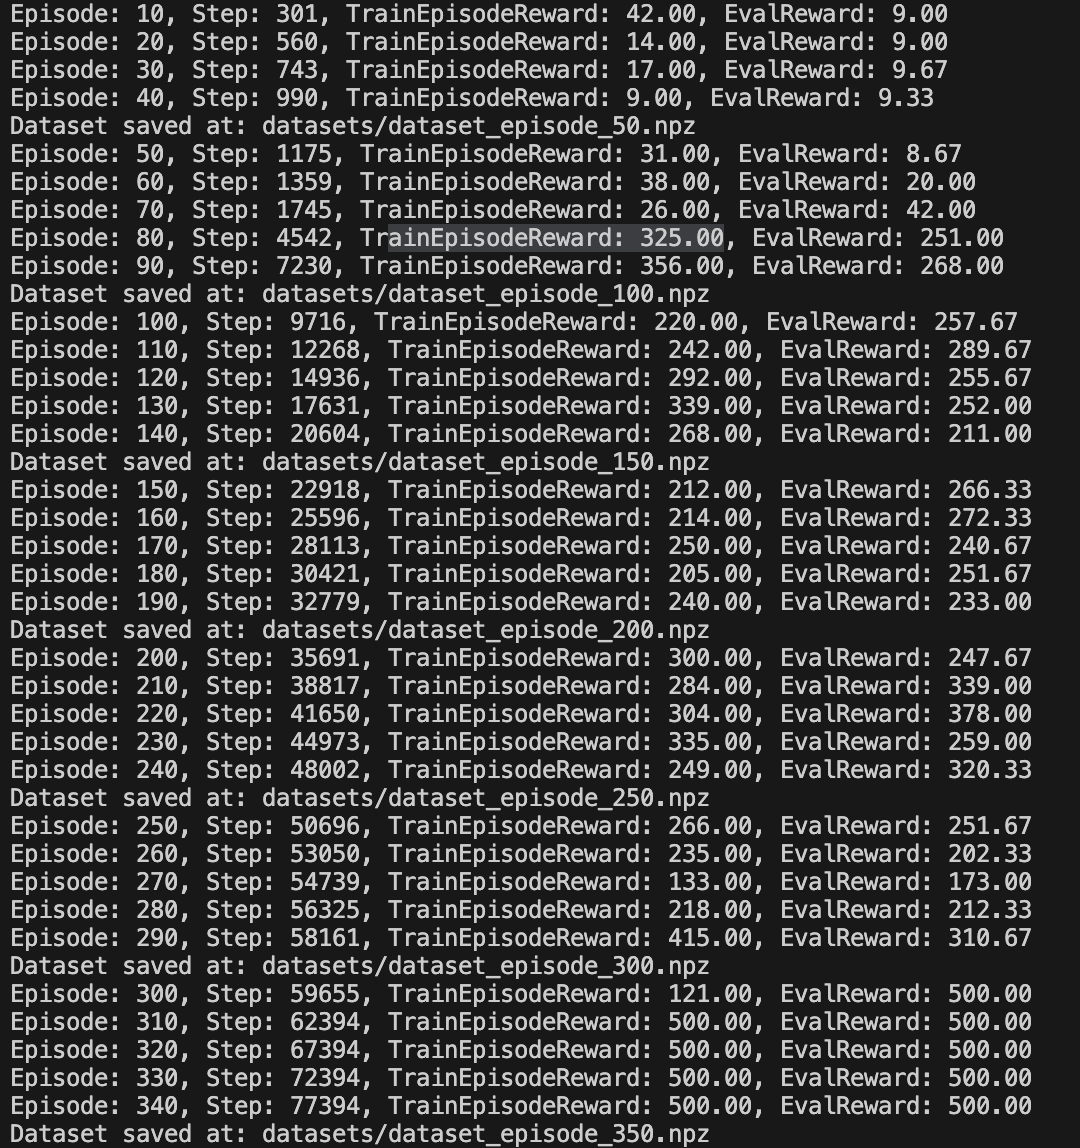 Episode: 10, Step: 301, TrainEpisodeReward: 42.00, EvalReward: 9.00
Episode: 20, Step: 560, TrainEpisodeReward: 14.00, EvalReward: 9.00
Episode: 30, Step: 743, TrainEpisodeReward: 17.00, EvalReward: 9.67
Episode: 40, Step: 990, TrainEpisodeReward: 9.00, EvalReward: 9.33
Dataset saved at: datasets/dataset_episode_50.npz
Episode: 50, Step: 1175, TrainEpisodeReward: 31.00, EvalReward: 8.67
Episode: 60, Step: 1359, TrainEpisodeReward: 38.00, EvalReward: 20.00
Episode: 70, Step: 1745, TrainEpisodeReward: 26.00, EvalReward: 42.00
Episode: 80, Step: 4542, TrainEpisodeReward: 325.00, EvalReward: 251.00
Episode: 90, Step: 7230, TrainEpisodeReward: 356.00, EvalReward: 268.00
Dataset saved at: datasets/dataset_episode_100.npz
Episode: 100, Step: 9716, TrainEpisodeReward: 220.00, EvalReward: 257.67
Episode: 110, Step: 12268, TrainEpisodeReward: 242.00, EvalReward: 289.67
Episode: 120, Step: 14936, TrainEpisodeReward: 292.00, EvalReward: 255.67
Episode: 130, Step: 17631, TrainEpisodeReward: 339.00, EvalReward: 252.00
Episode: 140, Step: 20604, TrainEpisodeReward: 268.00, EvalReward: 211.00
Dataset saved at: datasets/dataset_episode_150.npz
Episode: 150, Step: 22918, TrainEpisodeReward: 212.00, EvalReward: 266.33
Episode: 160, Step: 25596, TrainEpisodeReward: 214.00, EvalReward: 272.33
Episode: 170, Step: 28113, TrainEpisodeReward: 250.00, EvalReward: 240.67
Episode: 180, Step: 30421, TrainEpisodeReward: 205.00, EvalReward: 251.67
Episode: 190, Step: 32779, TrainEpisodeReward: 240.00, EvalReward: 233.00
Dataset saved at: datasets/dataset_episode_200.npz
Episode: 200, Step: 35691, TrainEpisodeReward: 300.00, EvalReward: 247.67
Episode: 210, Step: 38817, TrainEpisodeReward: 284.00, EvalReward: 339.00
Episode: 220, Step: 41650, TrainEpisodeReward: 304.00, EvalReward: 378.00
Episode: 230, Step: 44973, TrainEpisodeReward: 335.00, EvalReward: 259.00
Episode: 240, Step: 48002, TrainEpisodeReward: 249.00, EvalReward: 320.33
Dataset saved at: datasets/dataset_episode_250.npz
Episode: 250, Step: 50696, TrainEpisodeReward: 266.00, EvalReward: 251.67
Episode: 260, Step: 53050, TrainEpisodeReward: 235.00, EvalReward: 202.33
Episode: 270, Step: 54739, TrainEpisodeReward: 133.00, EvalReward: 173.00
Episode: 280, Step: 56325, TrainEpisodeReward: 218.00, EvalReward: 212.33
Episode: 290, Step: 58161, TrainEpisodeReward: 415.00, EvalReward: 310.67
Dataset saved at: datasets/dataset_episode_300.npz
Episode: 300, Step: 59655, TrainEpisodeReward: 121.00, EvalReward: 500.00
Episode: 310, Step: 62394, TrainEpisodeReward: 500.00, EvalReward: 500.00
Episode: 320, Step: 67394, TrainEpisodeReward: 500.00, EvalReward: 500.00
Episode: 330, Step: 72394, TrainEpisodeReward: 500.00, EvalReward: 500.00
Episode: 340, Step: 77394, TrainEpisodeReward: 500.00, EvalReward: 500.00
Dataset saved at: datasets/dataset_episode_350.npz